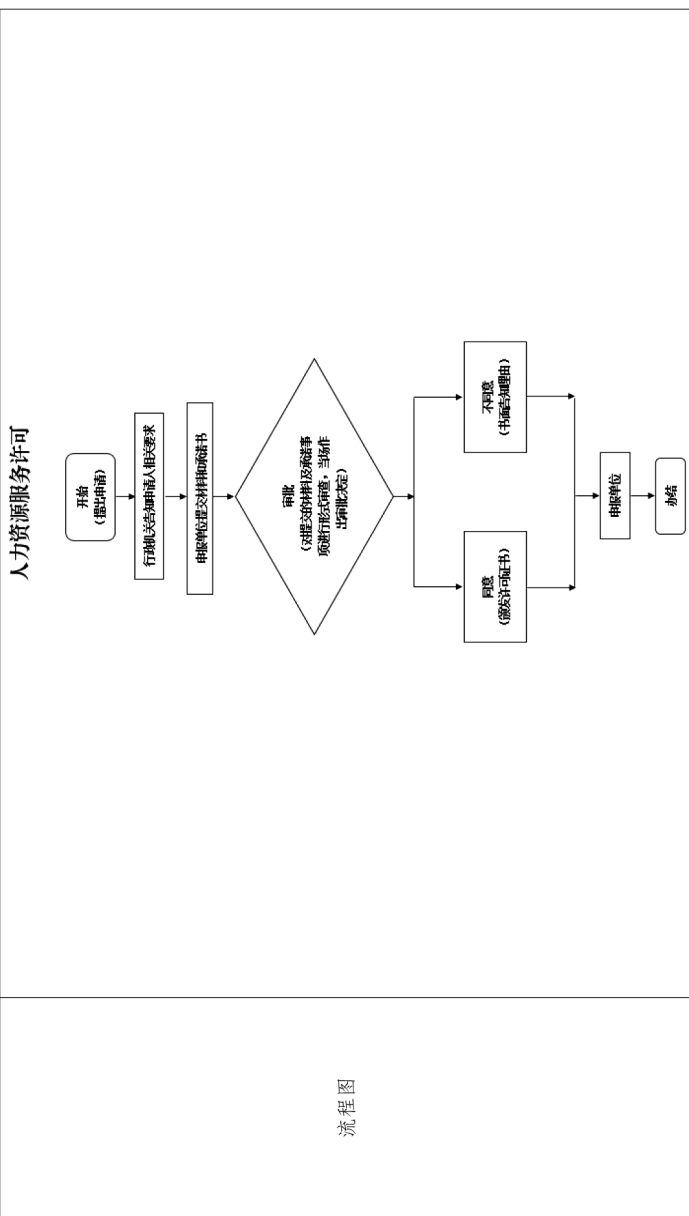 流程图
人力资源服务许可
开始
（提出申请）
行政机关告知申请人相关要求
申报单位提交材料和承诺书
审批
（对提交的材料及承诺事
项进行形式审查，当场作
出审批决定）
同意
（颁发许可证书）
不同意
（书面告知理由）
申报单位
办结